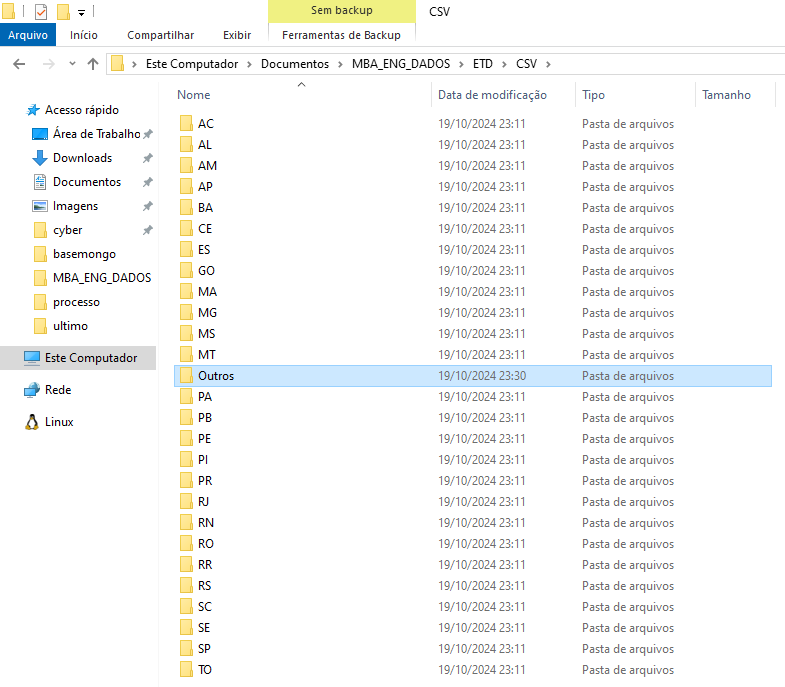 Sem backup CSV
Arquivo Início Compartilhar Exibir Ferramentas de Backup
Este Computador Documentos MBA_ENG_DADOS ETD CSV
Acesso rápido
Área de Trabalho
Downloads
Documentos
Imagens
cyber
basemongo
MBA_ENG_DADOS
processo
ultimo
Este Computador
Rede
Linux
Nome Data de modificação Tipo Tamanho
AC 19/10/2024 23:11 Pasta de arquivos
AL 19/10/2024 23:11 Pasta de arquivos
AM 19/10/2024 23:11 Pasta de arquivos
AP 19/10/2024 23:11 Pasta de arquivos
BA 19/10/2024 23:11 Pasta de arquivos
CE 19/10/2024 23:11 Pasta de arquivos
ES 19/10/2024 23:11 Pasta de arquivos
GO 19/10/2024 23:11 Pasta de arquivos
MA 19/10/2024 23:11 Pasta de arquivos
MG 19/10/2024 23:11 Pasta de arquivos
MS 19/10/2024 23:11 Pasta de arquivos
MT 19/10/2024 23:11 Pasta de arquivos
Outros 19/10/2024 23:30 Pasta de arquivos
PA 19/10/2024 23:11 Pasta de arquivos
PB 19/10/2024 23:11 Pasta de arquivos
PE 19/10/2024 23:11 Pasta de arquivos
PI 19/10/2024 23:11 Pasta de arquivos
PR 19/10/2024 23:11 Pasta de arquivos
RJ 19/10/2024 23:11 Pasta de arquivos
RN 19/10/2024 23:11 Pasta de arquivos
RO 19/10/2024 23:11 Pasta de arquivos
RR 19/10/2024 23:11 Pasta de arquivos
RS 19/10/2024 23:11 Pasta de arquivos
SC 19/10/2024 23:11 Pasta de arquivos
SE 19/10/2024 23:11 Pasta de arquivos
SP 19/10/2024 23:11 Pasta de arquivos
TO 19/10/2024 23:11 Pasta de arquivos